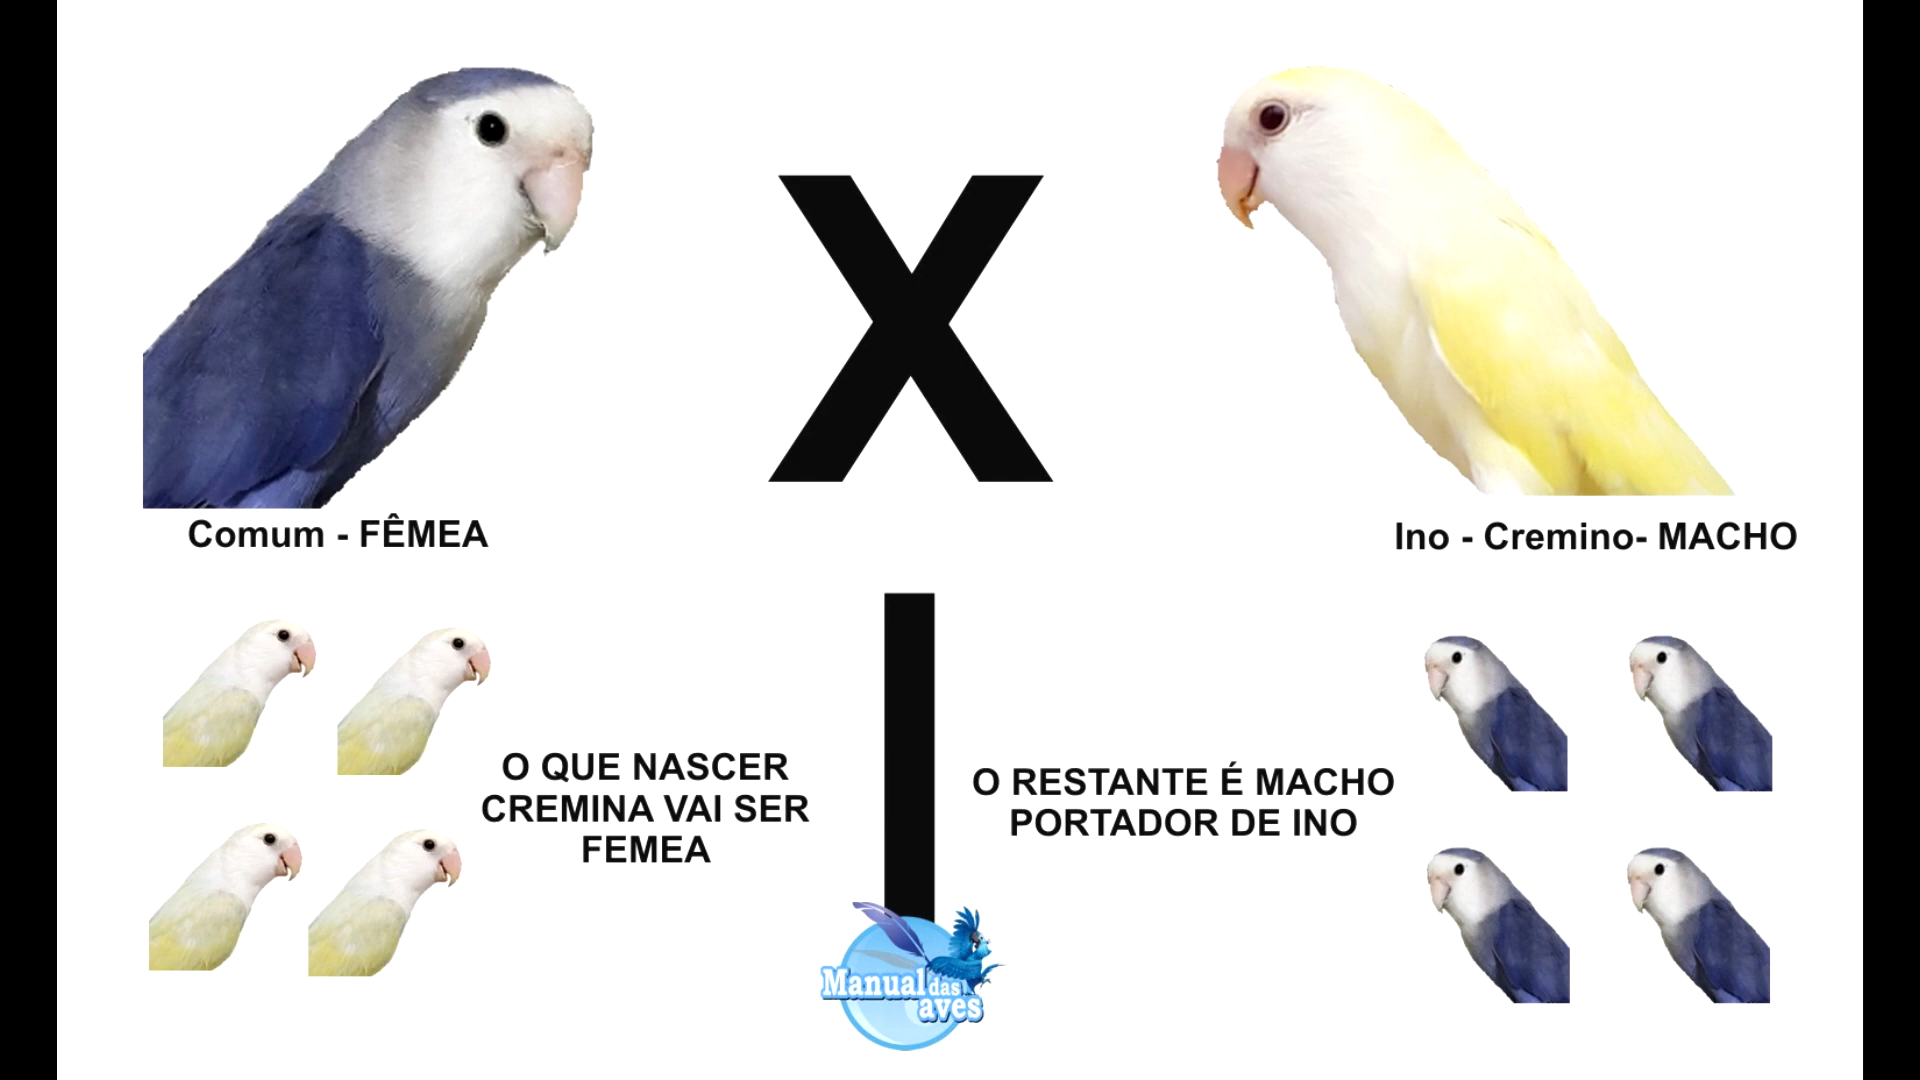 X
Comum - FÊMEA
Ino - Cremino- MACHO
O QUE NASCER
CREMINA VAI SER
FEMEA
O RESTANTE É MACHO
PORTADOR DE INO
Manual das
aves